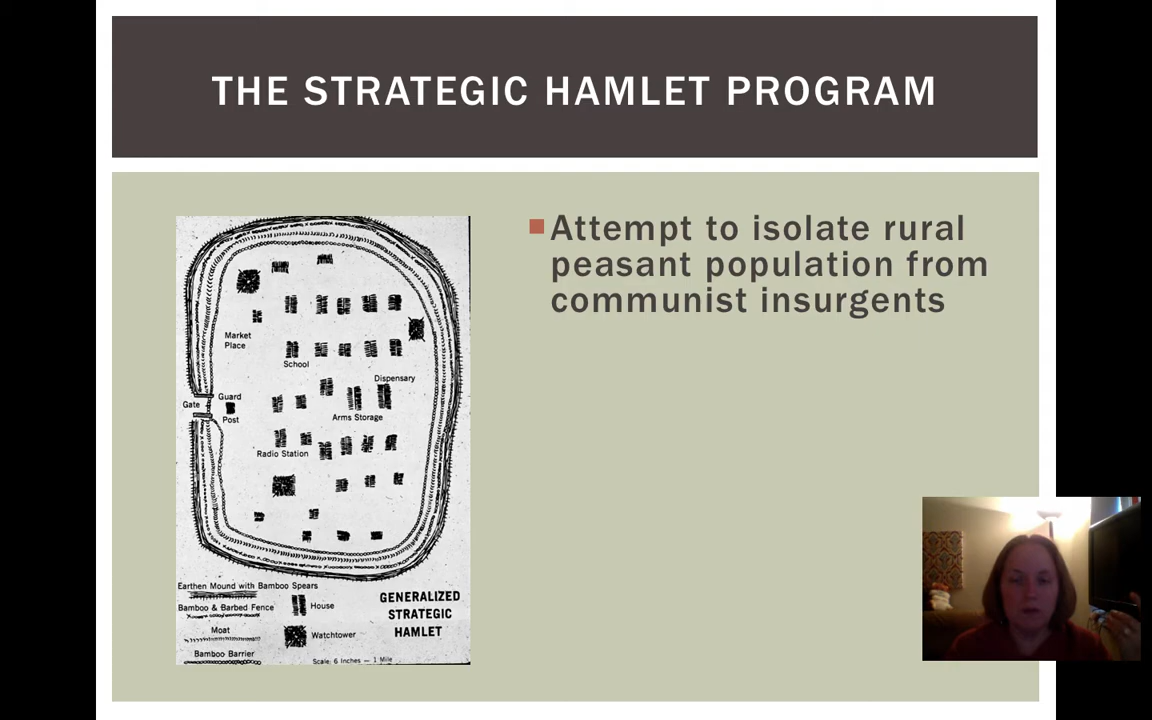 THE STRATEGIC HAMLET PROGRAM
Attempt to isolate rural
peasant population from
communist insurgents
Market
Place
School
Dispensary
Gate
Guard
Post
Arms Storage
Radio Station
Earthen Mound with Bamboo Spears
Bamboo & Barbed Fence
Moat
Bamboo Barrier
House
Watchtower
GENERALIZED
STRATEGIC
HAMLET
Scale: 6 Inches — 1 Mile